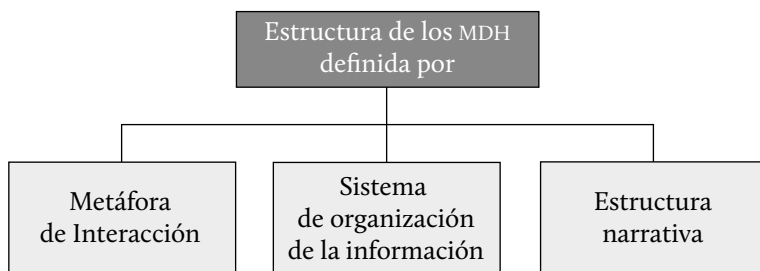 Estructura de los MDH
definida por
Metáfora
de Interacción
Sistema
de organización
de la información
Estructura
narrativa